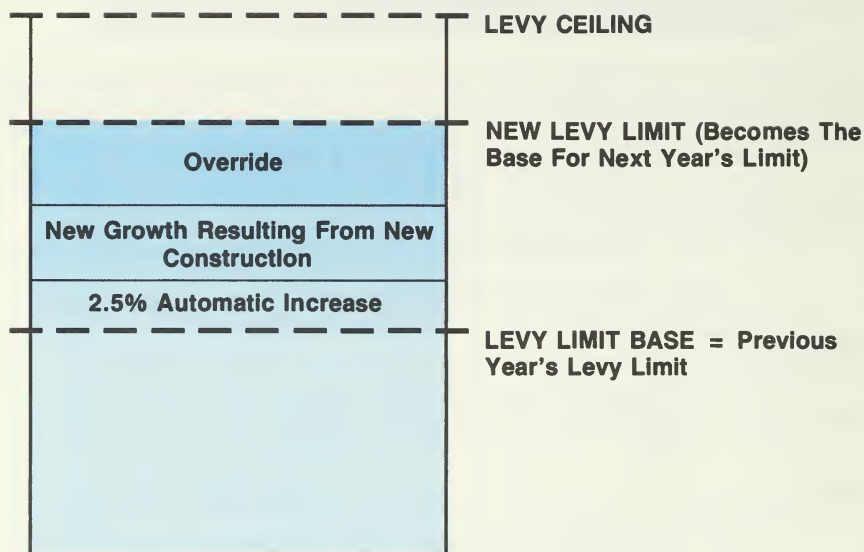 LEVY CEILING
NEW LEVY LIMIT (Becomes The
Base For Next Year's Limit)
Override
New Growth Resulting From New
Construction
2.5% Automatic Increase
LEVY LIMIT BASE = Previous
Year's Levy Limit